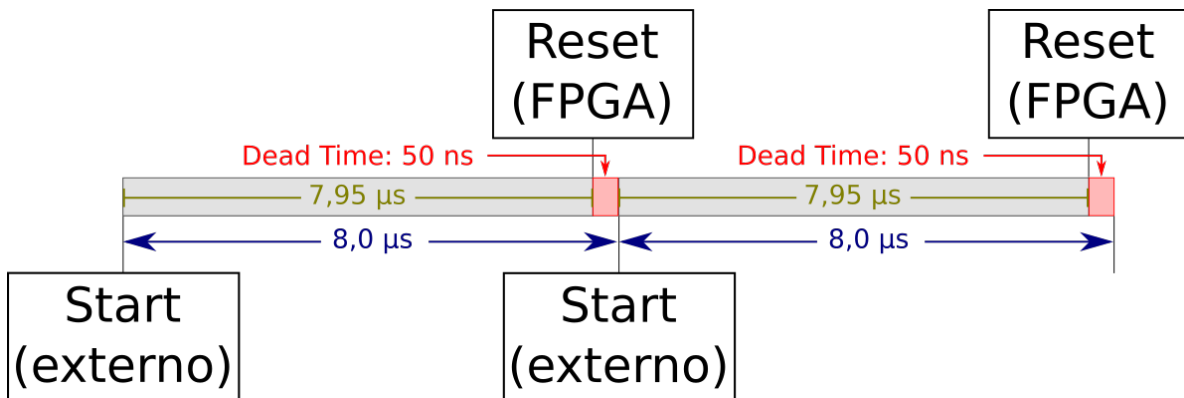 Reset
(FPGA)
Reset
(FPGA)
Dead Time: 50 ns
Dead Time: 50 ns
7,95 µs
7,95 µs
8,0 µs
8,0 µs
Start
(externo)
Start
(externo)